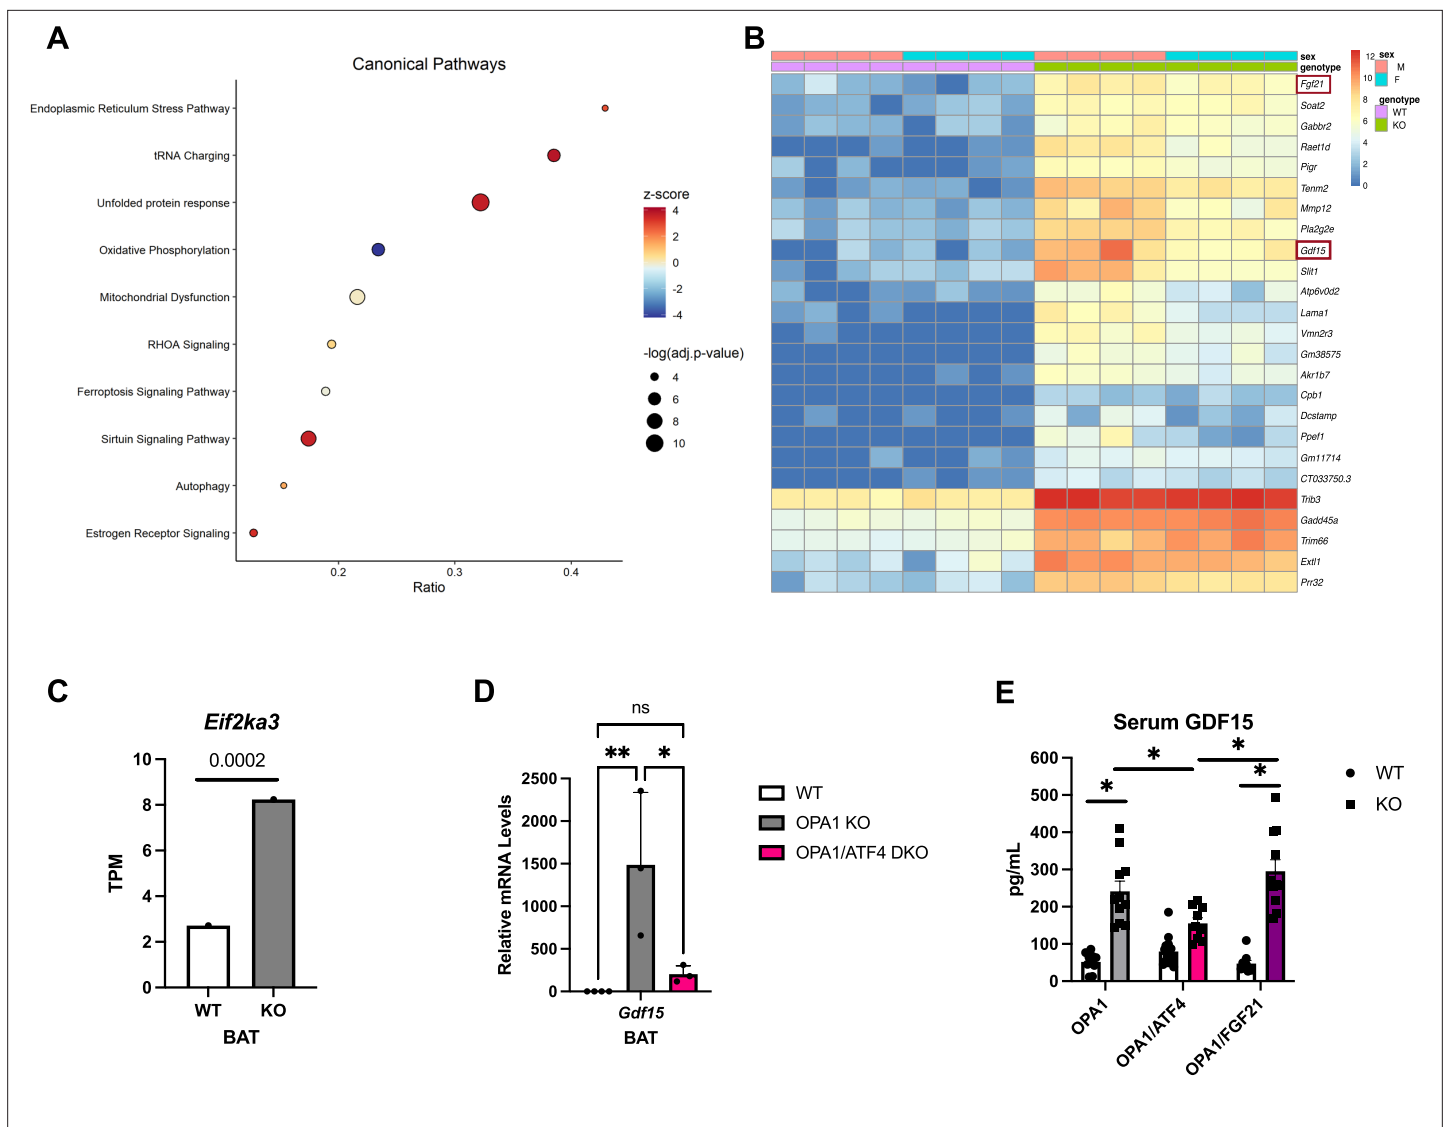 A
Canonical Pathways
Endoplasmic Reticulum Stress Pathway
tRNA Charging
Unfolded protein response
Oxidative Phosphorylation
Mitochondrial Dysfunction
RHOA Signaling
Ferroptosis Signaling Pathway
Sirtuin Signaling Pathway
Autophagy
Estrogen Receptor Signaling
0.2 0.3 0.4
Ratio
z-score
4
2
0
-2
-4
-log(adj.p-value)
4
6
8
10
B
sex
genotype
Fgf21
Soat2
Gabbr2
Raet1d
Pigr
Tenm2
Mmp12
Pla2g2e
Gdf15
Slit1
Atp6v0d2
Lama1
Vmn2r3
Gm38575
Akr1b7
Cpb1
Dcstamp
Ppef1
Gm11714
CT033750.3
Trib3
Gadd45a
Trim66
Extl1
Prr32
12
10
8
6
4
2
0
sex
M
F
genotype
WT
KO
C
Eif2ka3
0.0002
10
8
6
4
2
0
TPM
WT KO
BAT
D
ns
** *
2500
2000
1500
1000
500
0
Relative mRNA Levels
Gdf15
BAT
WT
OPA1 KO
OPA1/ATF4 DKO
E
Serum GDF15
* * * *
600
500
400
300
200
100
0
pg/mL
OPA1
OPA1/ATF4
OPA1/FGF21
WT
KO